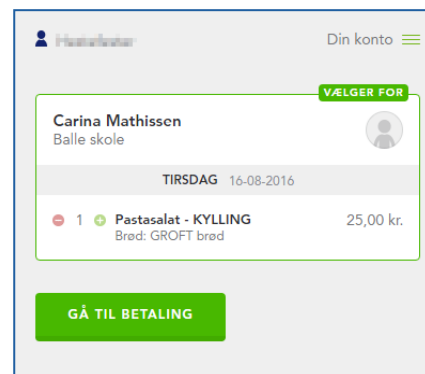 Din konto
VÆLGER FOR
Carina Mathissen
Balle skole
TIRSDAG 16-08-2016
1 Pastasalat - KYLLING 25,00 kr.
Brød: GROFT brød
GÅ TIL BETALING